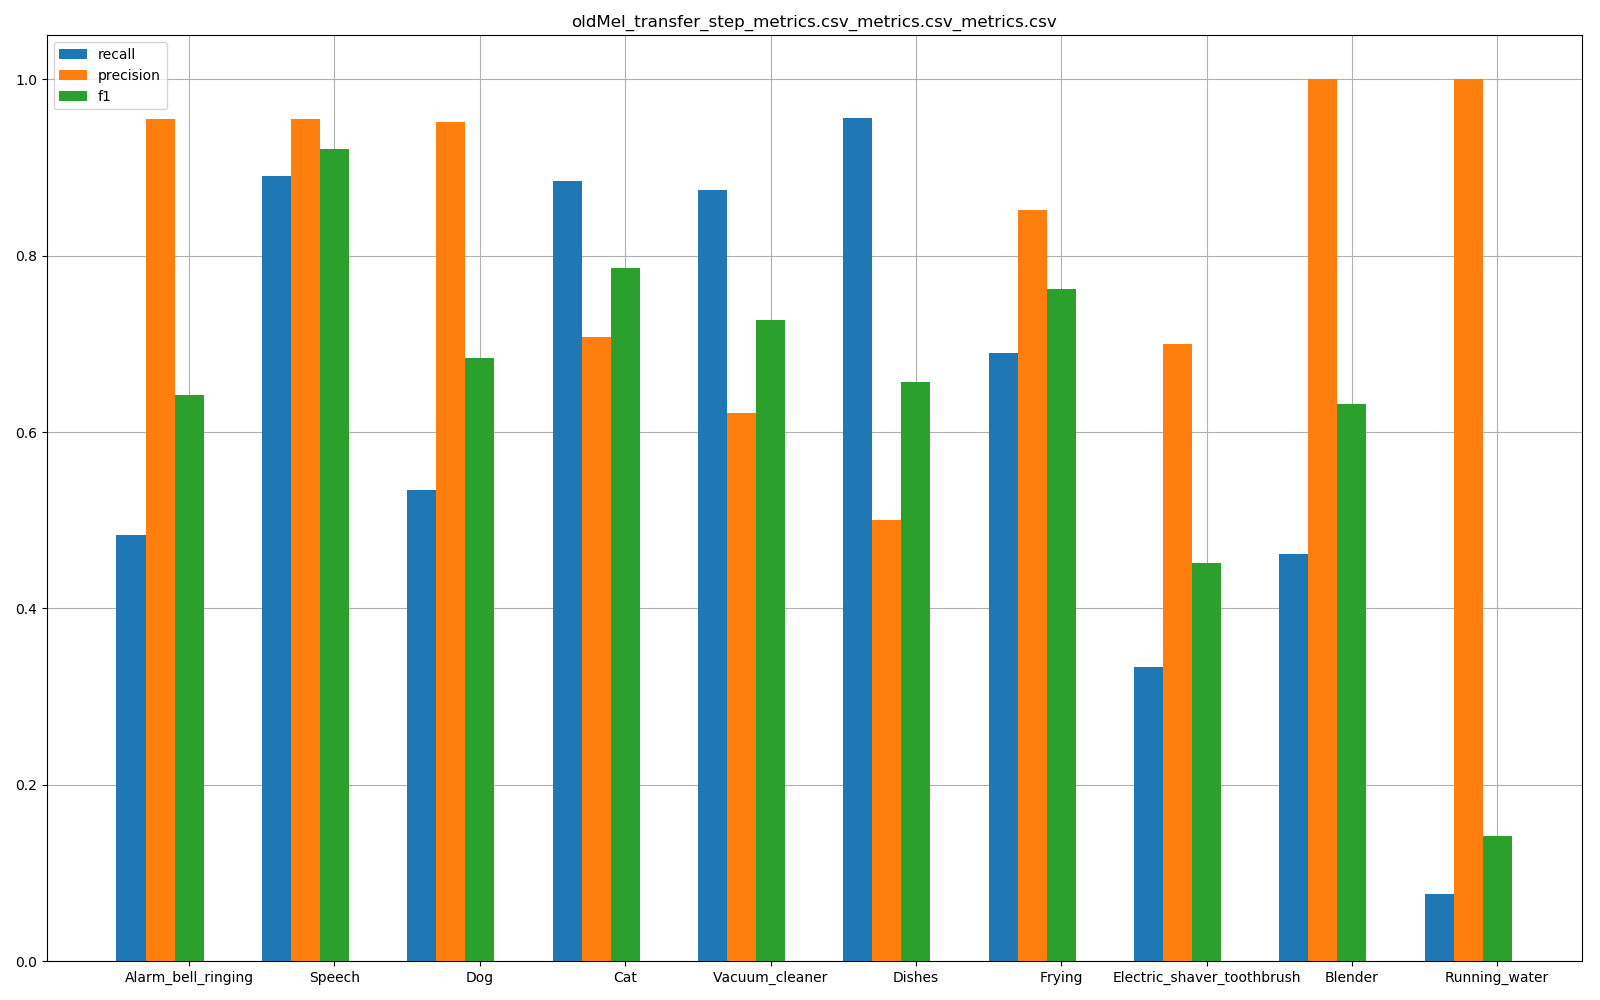 oldMel_transfer_step_metrics.csv_metrics.csv_metrics.csv
recall
precision
f1
1.0
0.8
0.6
0.4
0.2
0.0
Alarm_bell_ringing Speech Dog Cat Vacuum_cleaner Dishes Frying Electric_shaver_toothbrush Blender Running_water